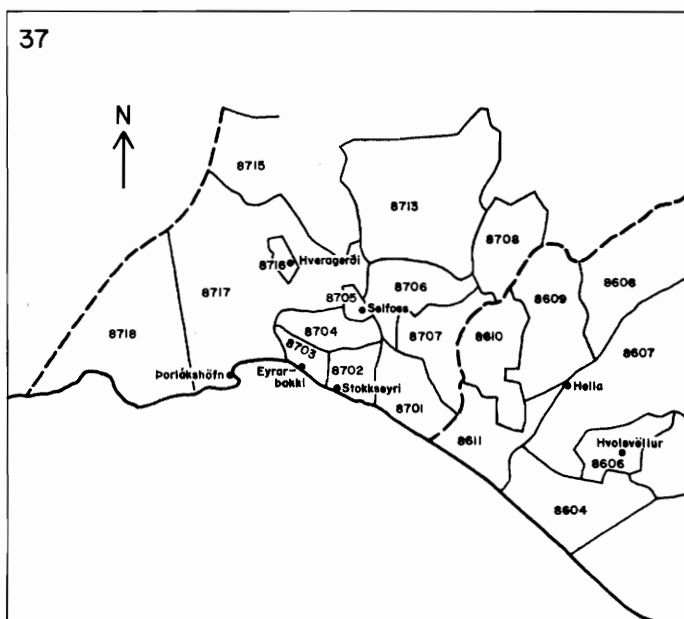 37
N
8715
8713
8708
8716
Hveragerði
8717
8706
8609
8608
8705
Selfoss
8718
8704
8707
8610
8607
8703
8702
Þorlákshöfn
Eyrar-
bakki
Stokkseyri
Hella
8701
8611
Hvolsvöllur
8606
8604